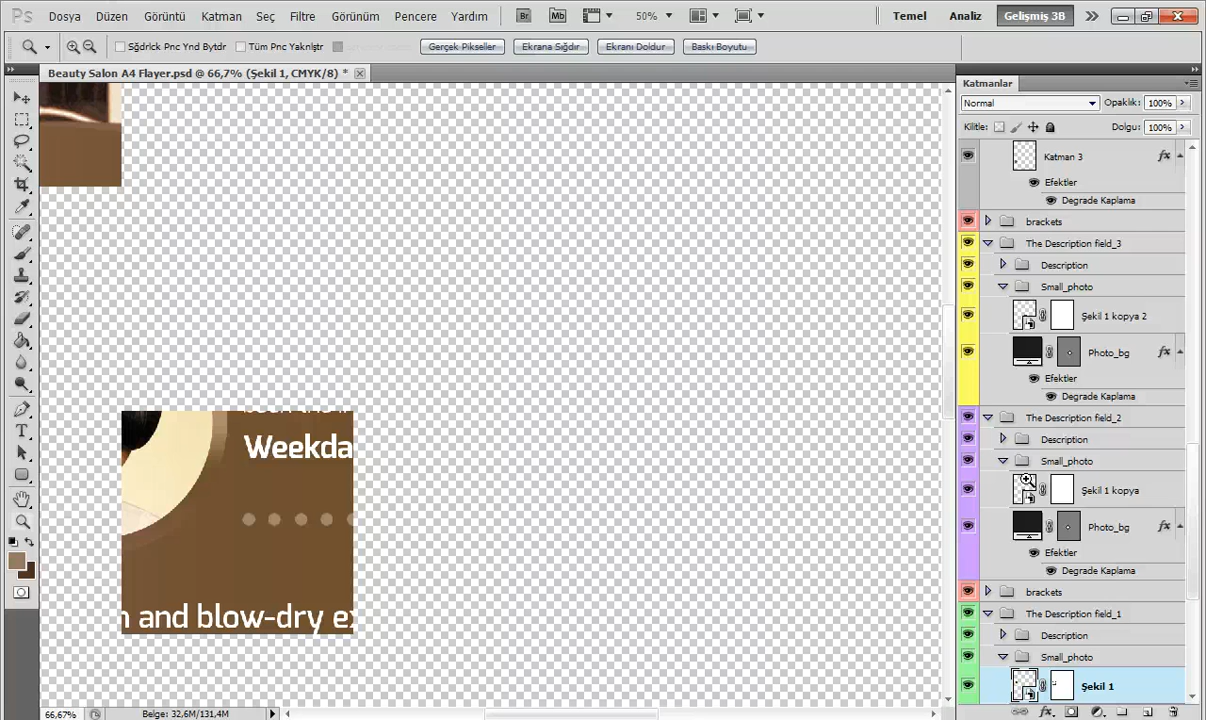 Ps Dosya Düzen Görüntü Katman Seç Filtre Görünüm Pencere Yardım Br Mb 50% Temel Analiz Gelişmiş 3B
Sğdrlck Pnc Ynd Bytdr Tüm Pnc Yaknlştr Gerçek Pikseller Ekrana Sığdır Ekranı Doldur Baskı Boyutu
Beauty Salon A4 Flayer.psd @ 66,7% (Şekil 1, CMYK/8) *
Katmanlar
Normal Opaklik: 100%
Kilitle: Dolgu: 100%
Katman 3 fx
Efektler
Degrade Kaplama
brackets
The Description field_3
Description
Small_photo
Şekil 1 kopya 2
Photo_bg fx
Efektler
Degrade Kaplama
The Description field_2
Description
Small_photo
Şekil 1 kopya
Photo_bg fx
Efektler
Degrade Kaplama
brackets
The Description field_1
Description
Small_photo
Şekil 1
Weekda
and blow-dry ex
66,67% Belge: 32,6M/131,4M